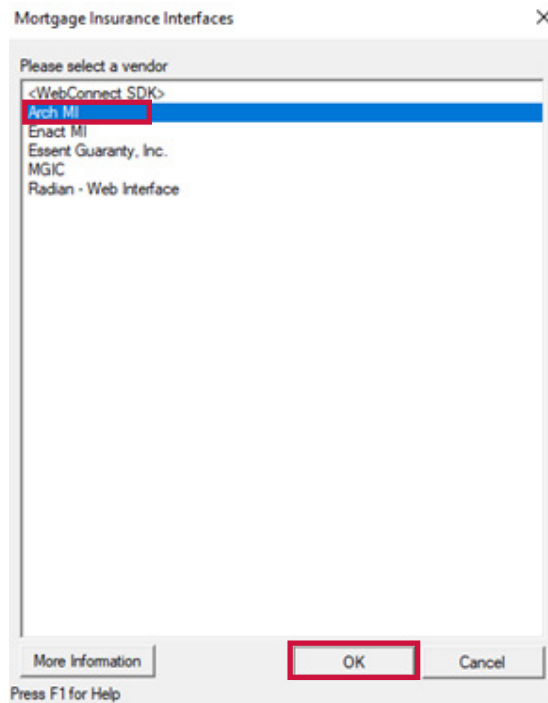 Mortgage Insurance Interfaces
Please select a vendor
<WebConnect SDK>
Arch MI
Enact MI
Essent Guaranty, Inc.
MGIC
Radian - Web Interface
More Information OK Cancel
Press F1 for Help